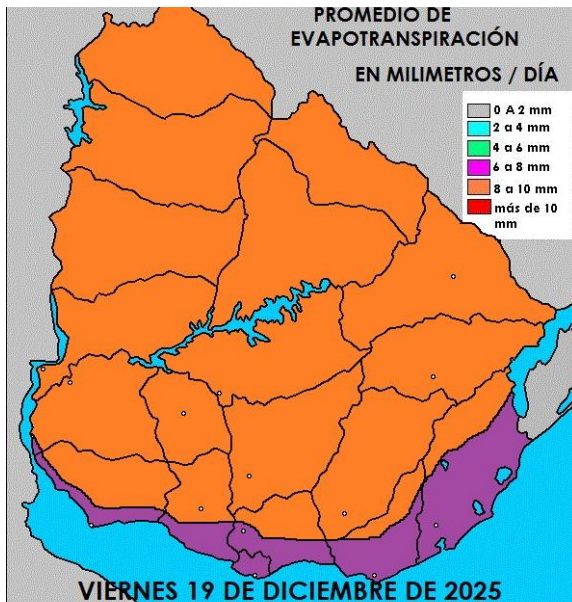 PROMEDIO DE
EVAPOTRANSPIRACIÓN
EN MILIMETROS / DÍA
0 A 2 mm
2 a 4 mm
4 a 6 mm
6 a 8 mm
8 a 10 mm
más de 10
mm
VIERNES 19 DE DICIEMBRE DE 2025